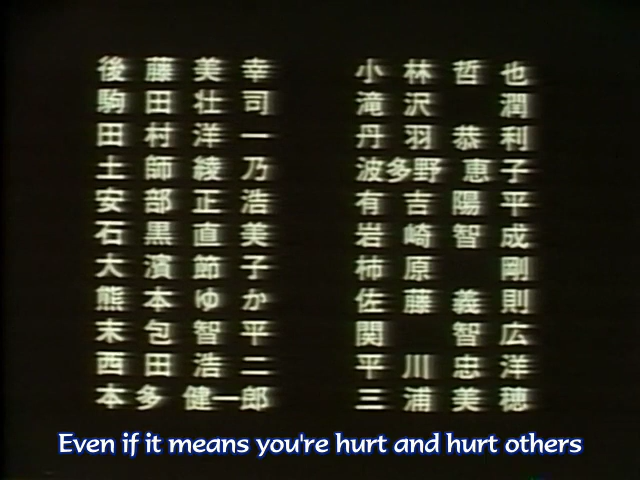 後藤美幸
駒田壮司
田村洋一
土師綾乃
安部正浩
石黒直美
大濱節子
熊本ゆか
末包智平
西田浩二
本多健一郎
小林哲也
滝沢 潤
丹羽恭利
波多野恵子
有吉陽平
岩崎智成
柿原 剛
佐藤義則
関 智広
平川忠洋
三浦美穂
Even if it means you're hurt and hurt others